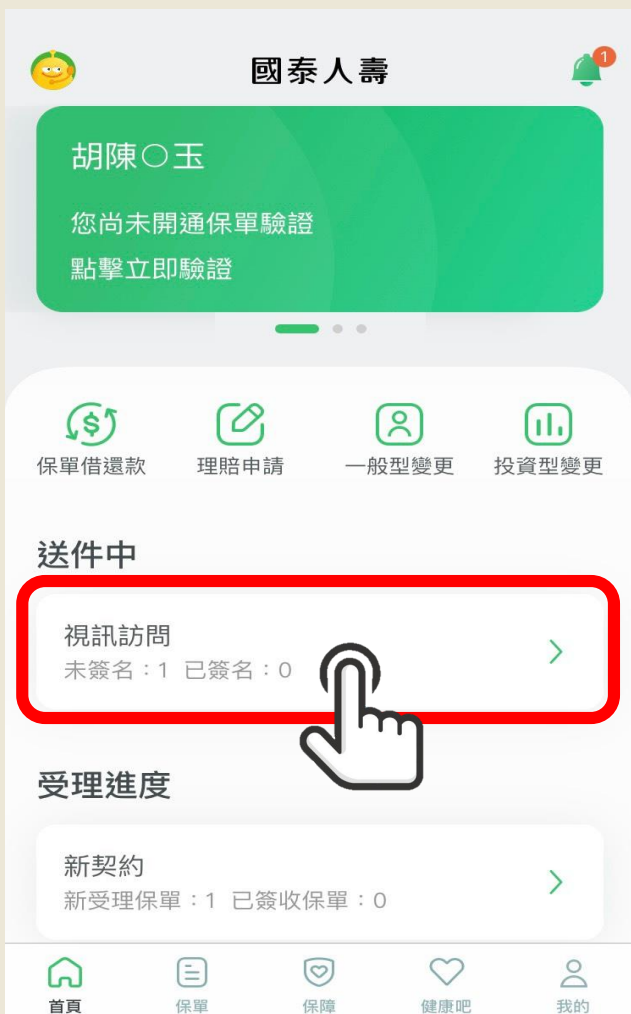 國泰人壽
1
胡陳○玉
您尚未開通保單驗證
點擊立即驗證
保單借還款 理賠申請 一般型變更 投資型變更
送件中
視訊訪問
未簽名：1 已簽名：0
受理進度
新契約
新受理保單：1 已簽收保單：0
首頁 保單 保障 健康吧 我的